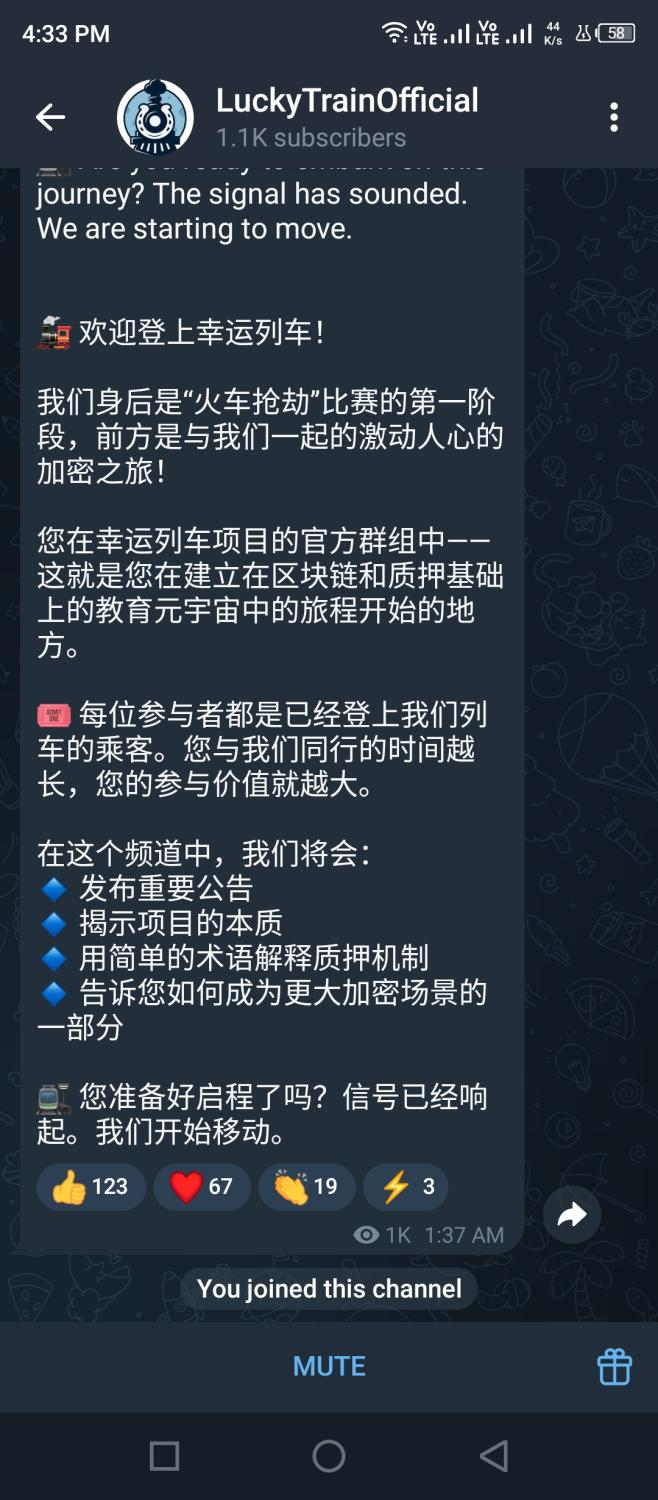 4:33 PM
Vo LTE
Vo LTE
44 K/s
58
LuckyTrainOfficial
1.1K subscribers
journey? The signal has sounded.
We are starting to move.
🚂 欢迎登上幸运列车！
我们身后是“火车抢劫”比赛的第一阶
段，前方是与我们一起的激动人心的
加密之旅！
您在幸运列车项目的官方群组中——
这就是您在建立在区块链和质押基础
上的教育元宇宙中的旅程开始的地
方。
🎟 每位参与者都是已经登上我们列
车的乘客。您与我们同行的时间越
长，您的参与价值就越大。
在这个频道中，我们将会：
🔹 发布重要公告
🔹 揭示项目的本质
🔹 用简单的术语解释质押机制
🔹 告诉您如何成为更大加密场景的
一部分
🚉 您准备好启程了吗？信号已经响
起。我们开始移动。
👍 123 ❤️ 67 👏 19 ⚡ 3
1K 1:37 AM
You joined this channel
MUTE